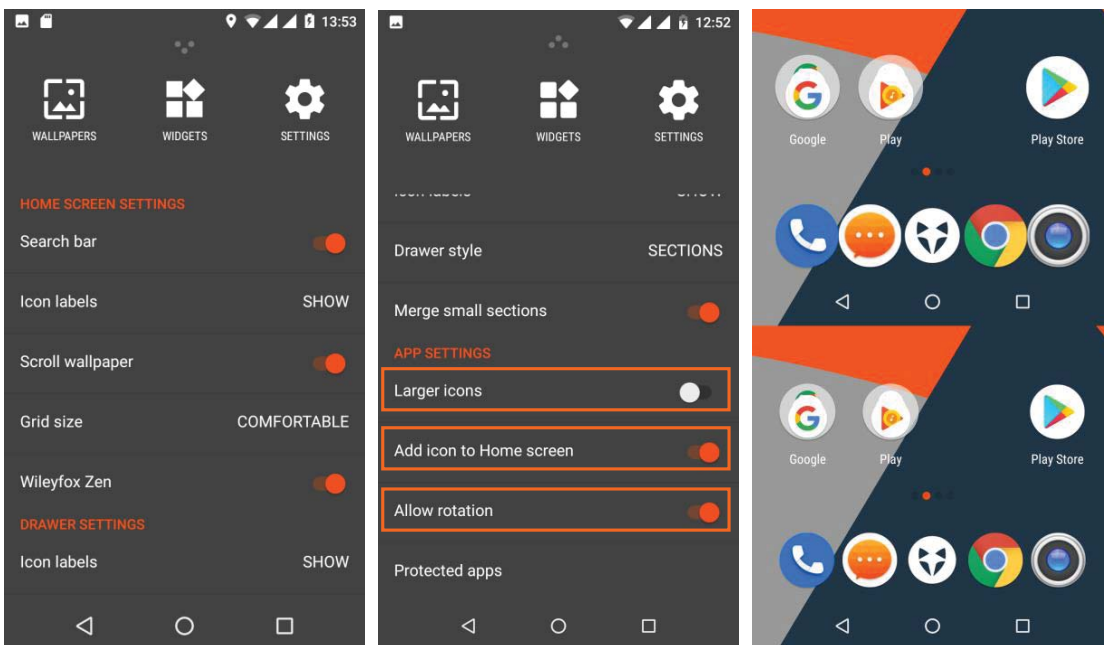 13:53
WALLPAPERS WIDGETS SETTINGS
HOME SCREEN SETTINGS
Search bar
Icon labels SHOW
Scroll wallpaper
Grid size COMFORTABLE
Wileyfox Zen
DRAWER SETTINGS
Icon labels SHOW
12:52
WALLPAPERS WIDGETS SETTINGS
Drawer style SECTIONS
Merge small sections
APP SETTINGS
Larger icons
Add icon to Home screen
Allow rotation
Protected apps
Google Play Play Store
Google Play Play Store